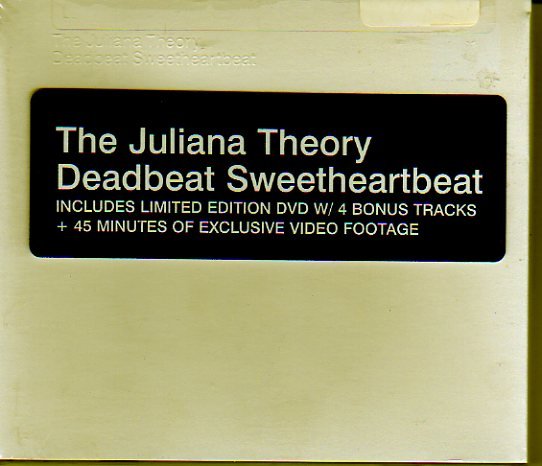 The Juliana Theory
Deadbeat Sweetheartbeat
The Juliana Theory
Deadbeat Sweetheartbeat
INCLUDES LIMITED EDITION DVD W/ 4 BONUS TRACKS
+ 45 MINUTES OF EXCLUSIVE VIDEO FOOTAGE